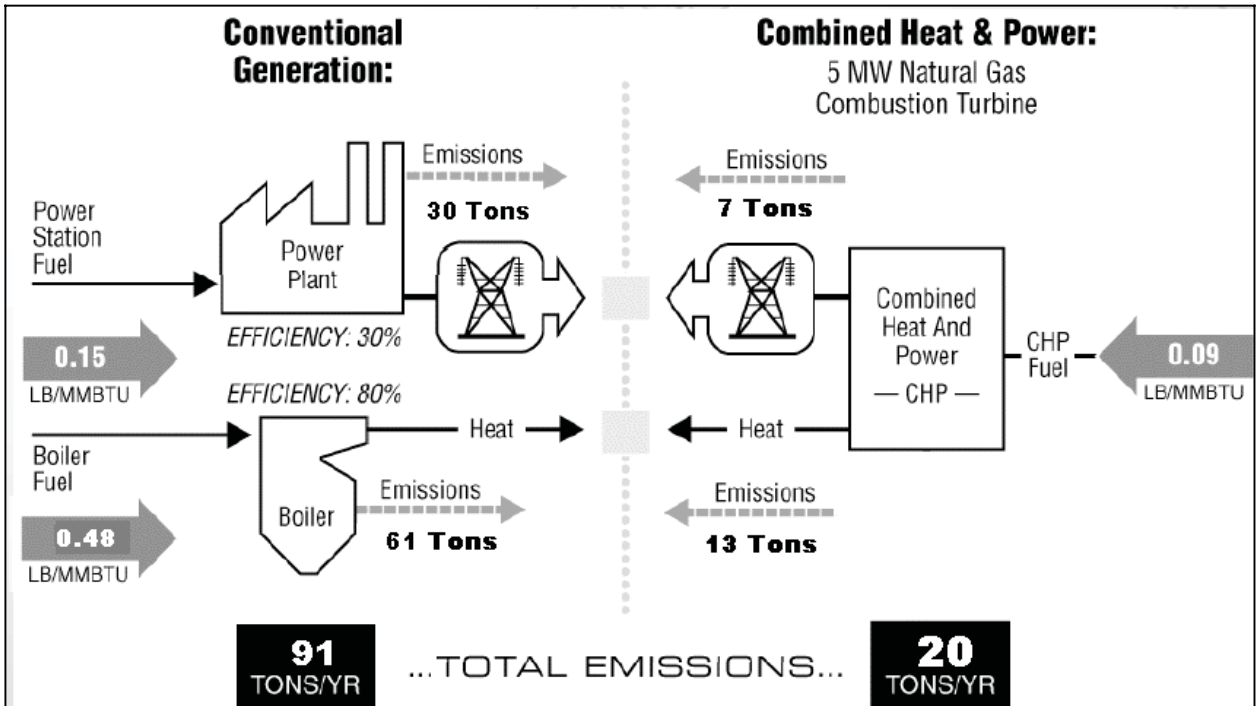 Conventional
Generation:
Combined Heat & Power:
5 MW Natural Gas
Combustion Turbine
Emissions
30 Tons
Power
Station
Fuel
Power
Plant
EFFICIENCY: 30%
0.15
LB/MMBTU
EFFICIENCY: 80%
Heat
Boiler
Fuel
Boiler
Emissions
61 Tons
0.48
LB/MMBTU
Emissions
7 Tons
Combined
Heat And
Power
— CHP —
CHP
Fuel
0.09
LB/MMBTU
Heat
Emissions
13 Tons
91
TONS/YR
...TOTAL EMISSIONS...
20
TONS/YR